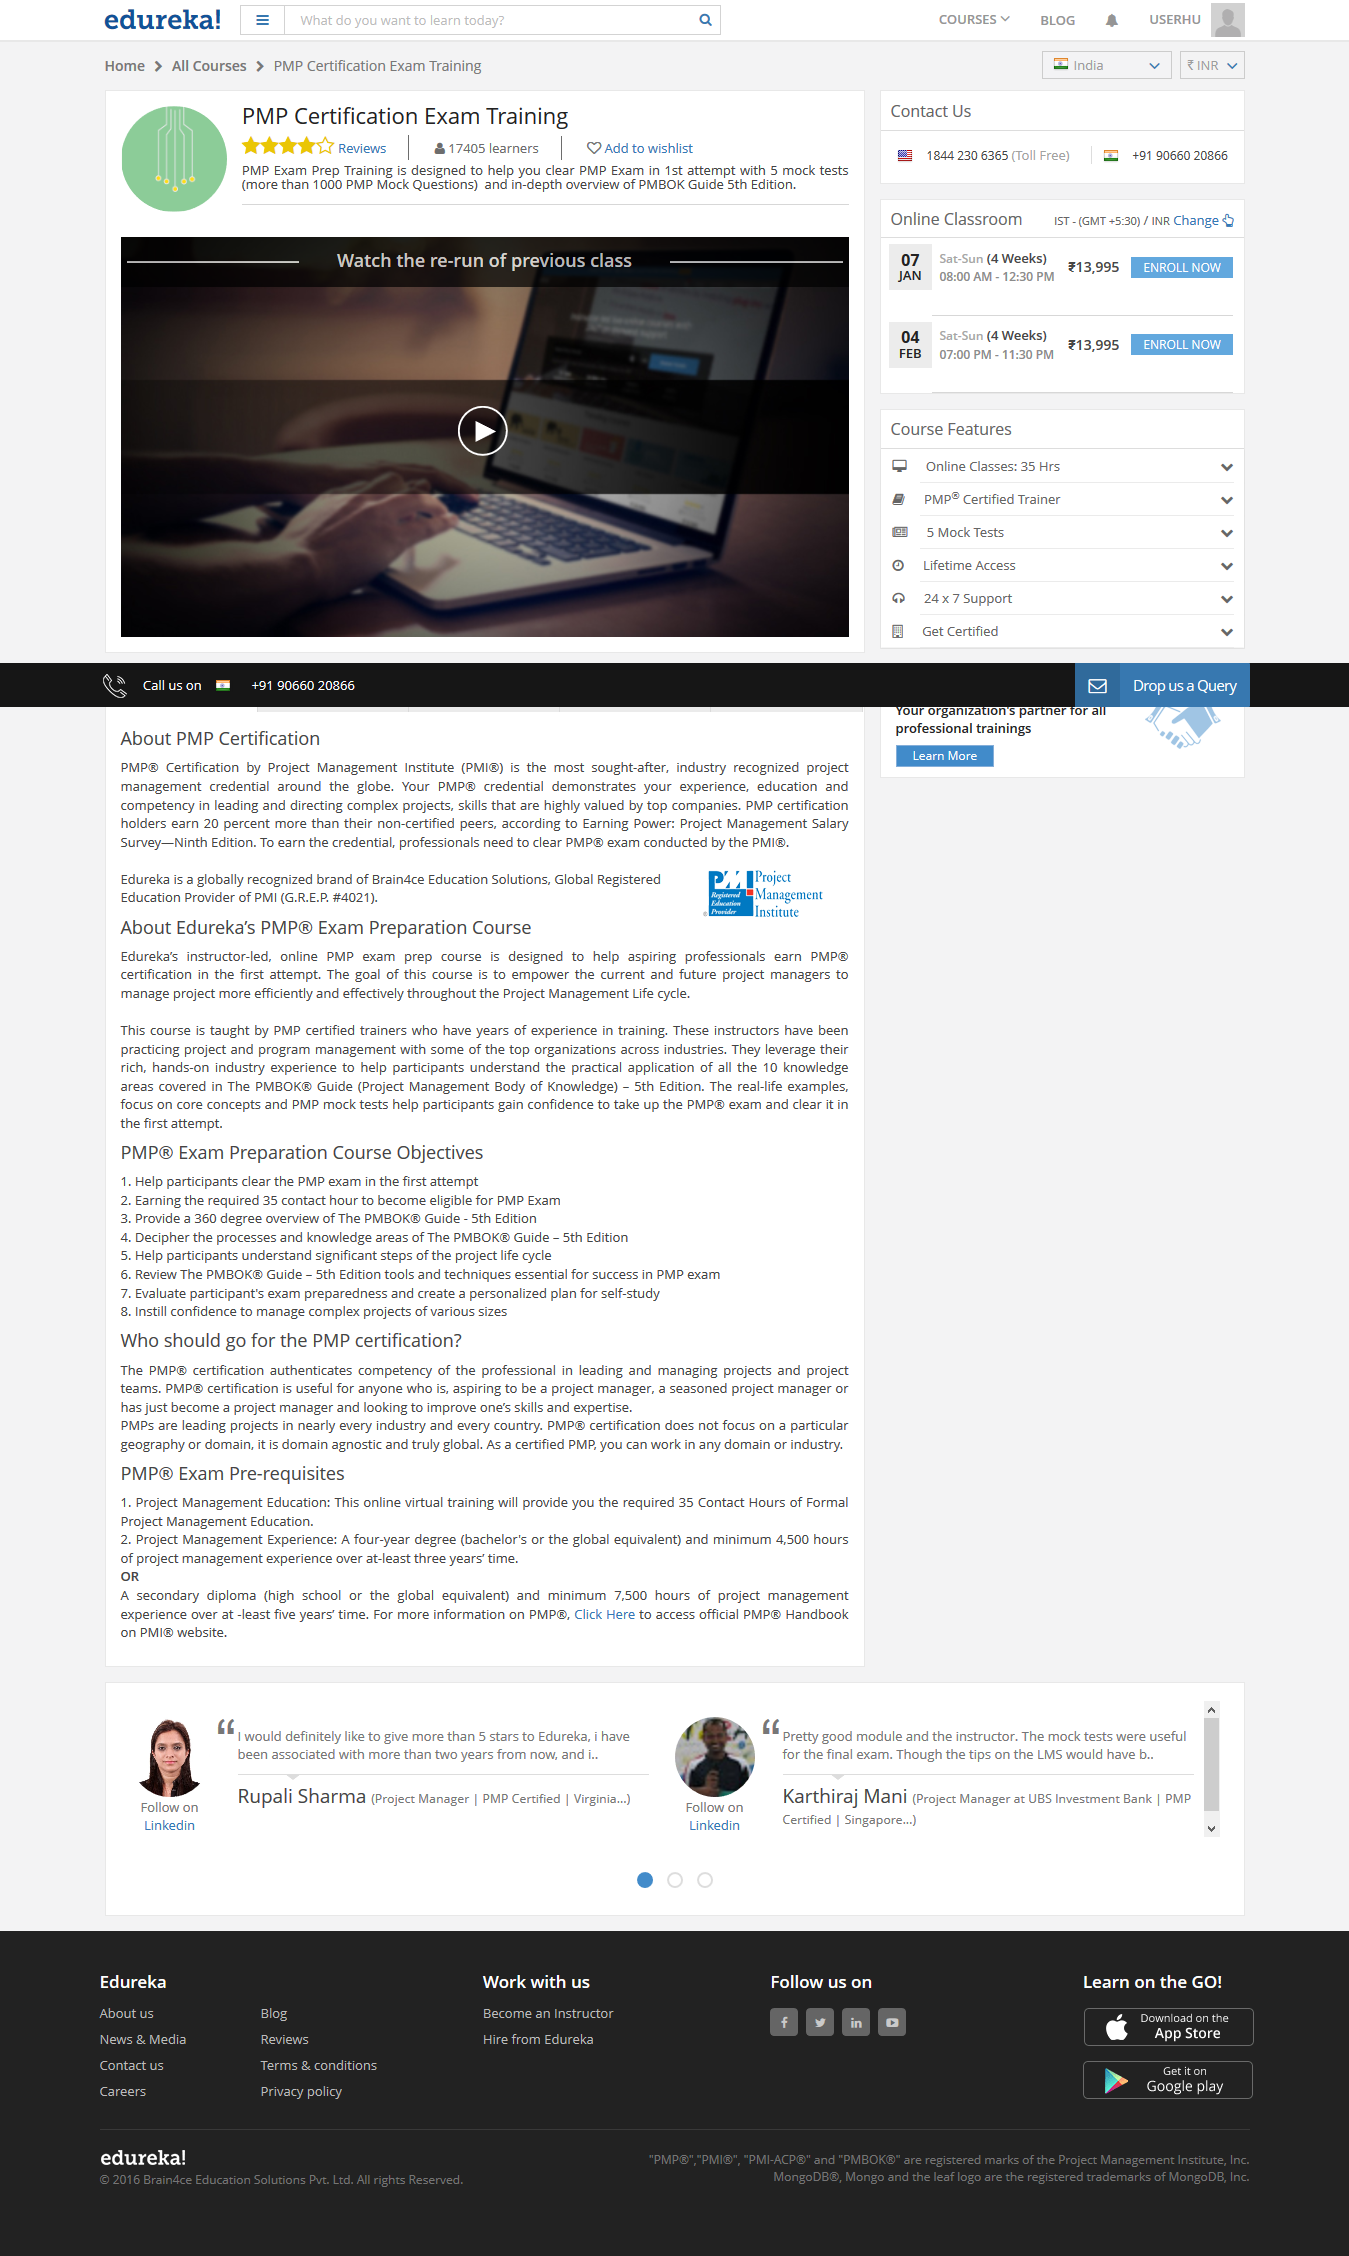 edureka!
What do you want to learn today?
COURSES
BLOG
USERHU
Home
All Courses
PMP Certification Exam Training
India
₹ INR
PMP Certification Exam Training
Reviews
17405 learners
Add to wishlist
PMP Exam Prep Training is designed to help you clear PMP Exam in 1st attempt with 5 mock tests
(more than 1000 PMP Mock Questions) and in-depth overview of PMBOK Guide 5th Edition.
Watch the re-run of previous class
Contact Us
1844 230 6365 (Toll Free)
+91 90660 20866
Online Classroom
IST - (GMT +5:30) / INR Change
07
JAN
Sat-Sun (4 Weeks)
08:00 AM - 12:30 PM
₹13,995
ENROLL NOW
04
FEB
Sat-Sun (4 Weeks)
07:00 PM - 11:30 PM
₹13,995
ENROLL NOW
Course Features
Online Classes: 35 Hrs
PMP® Certified Trainer
5 Mock Tests
Lifetime Access
24 x 7 Support
Get Certified
Call us on
+91 90660 20866
Drop us a Query
Your organization's partner for all
professional trainings
Learn More
About PMP Certification
PMP® Certification by Project Management Institute (PMI®) is the most sought-after, industry recognized project
management credential around the globe. Your PMP® credential demonstrates your experience, education and
competency in leading and directing complex projects, skills that are highly valued by top companies. PMP certification
holders earn 20 percent more than their non-certified peers, according to Earning Power: Project Management Salary
Survey—Ninth Edition. To earn the credential, professionals need to clear PMP® exam conducted by the PMI®.
Edureka is a globally recognized brand of Brain4ce Education Solutions, Global Registered
Education Provider of PMI (G.R.E.P. #4021).
PMI
Registered
Education
Provider
Project
Management
Institute
About Edureka's PMP® Exam Preparation Course
Edureka's instructor-led, online PMP exam prep course is designed to help aspiring professionals earn PMP®
certification in the first attempt. The goal of this course is to empower the current and future project managers to
manage project more efficiently and effectively throughout the Project Management Life cycle.
This course is taught by PMP certified trainers who have years of experience in training. These instructors have been
practicing project and program management with some of the top organizations across industries. They leverage their
rich, hands-on industry experience to help participants understand the practical application of all the 10 knowledge
areas covered in The PMBOK® Guide (Project Management Body of Knowledge) – 5th Edition. The real-life examples,
focus on core concepts and PMP mock tests help participants gain confidence to take up the PMP® exam and clear it in
the first attempt.
PMP® Exam Preparation Course Objectives
1. Help participants clear the PMP exam in the first attempt
2. Earning the required 35 contact hour to become eligible for PMP Exam
3. Provide a 360 degree overview of The PMBOK® Guide - 5th Edition
4. Decipher the processes and knowledge areas of The PMBOK® Guide – 5th Edition
5. Help participants understand significant steps of the project life cycle
6. Review The PMBOK® Guide – 5th Edition tools and techniques essential for success in PMP exam
7. Evaluate participant's exam preparedness and create a personalized plan for self-study
8. Instill confidence to manage complex projects of various sizes
Who should go for the PMP certification?
The PMP® certification authenticates competency of the professional in leading and managing projects and project
teams. PMP® certification is useful for anyone who is, aspiring to be a project manager, a seasoned project manager or
has just become a project manager and looking to improve one's skills and expertise.
PMPs are leading projects in nearly every industry and every country. PMP® certification does not focus on a particular
geography or domain, it is domain agnostic and truly global. As a certified PMP, you can work in any domain or industry.
PMP® Exam Pre-requisites
1. Project Management Education: This online virtual training will provide you the required 35 Contact Hours of Formal
Project Management Education.
2. Project Management Experience: A four-year degree (bachelor's or the global equivalent) and minimum 4,500 hours
of project management experience over at-least three years' time.
OR
A secondary diploma (high school or the global equivalent) and minimum 7,500 hours of project management
experience over at -least five years' time. For more information on PMP®, Click Here to access official PMP® Handbook
on PMI® website.
“ I would definitely like to give more than 5 stars to Edureka, i have
been associated with more than two years from now, and i..
Rupali Sharma (Project Manager | PMP Certified | Virginia...)
Follow on
Linkedin
“ Pretty good module and the instructor. The mock tests were useful
for the final exam. Though the tips on the LMS would have b..
Karthiraj Mani (Project Manager at UBS Investment Bank | PMP
Certified | Singapore...)
Follow on
Linkedin
Edureka
About us
News & Media
Contact us
Careers
Blog
Reviews
Terms & conditions
Privacy policy
Work with us
Become an Instructor
Hire from Edureka
Follow us on
Learn on the GO!
Download on the
App Store
Get it on
Google play
edureka!
© 2016 Brain4ce Education Solutions Pvt. Ltd. All rights Reserved.
"PMP®","PMI®", "PMI-ACP®" and "PMBOK®" are registered marks of the Project Management Institute, Inc.
MongoDB®, Mongo and the leaf logo are the registered trademarks of MongoDB, Inc.